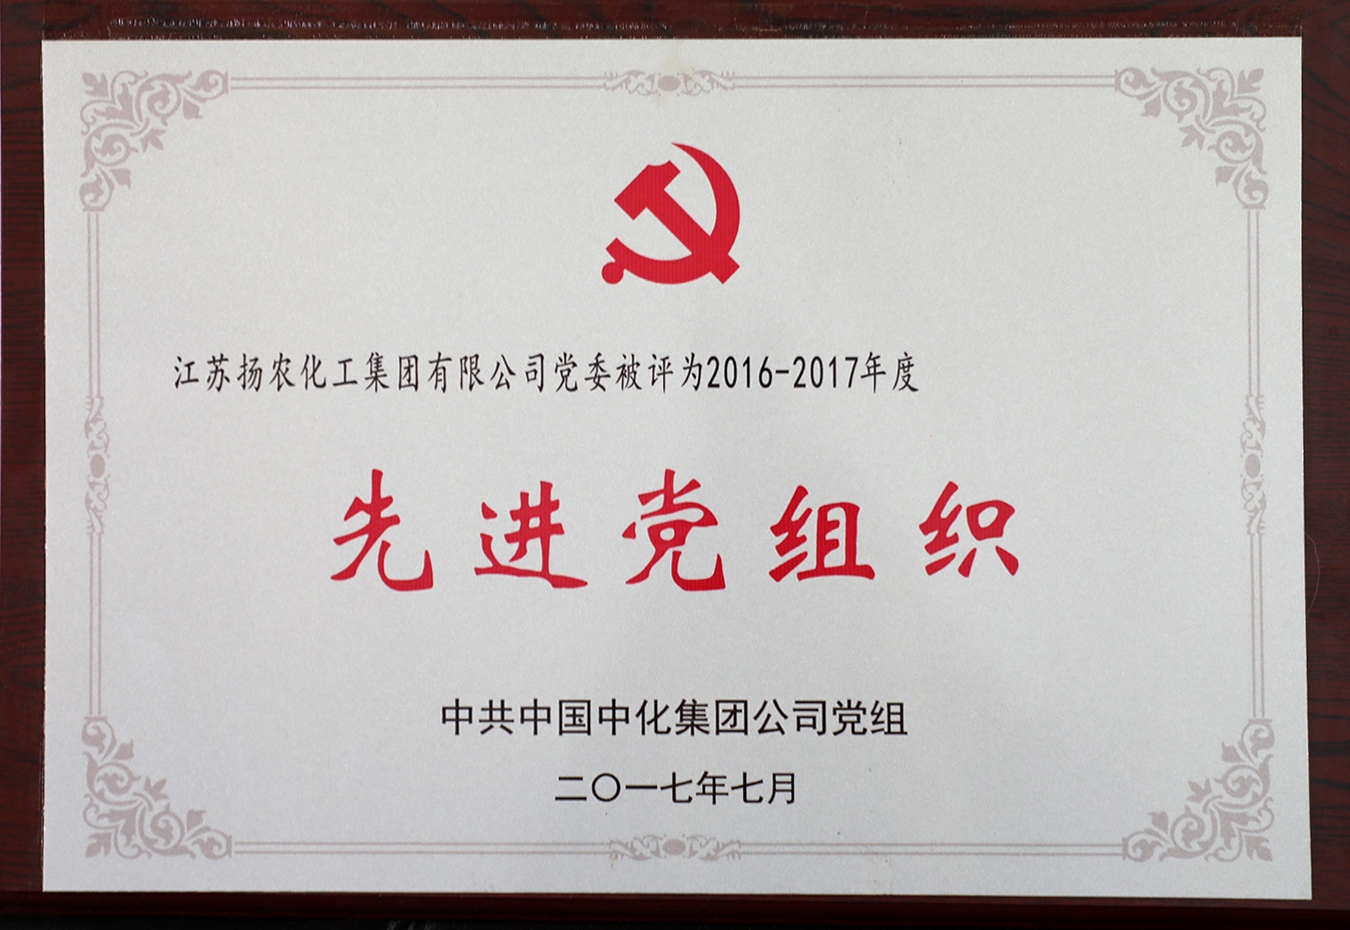 江苏扬农化工集团有限公司党委被评为2016-2017年度
先进党组织
中共中国中化集团公司党组
二〇一七年七月